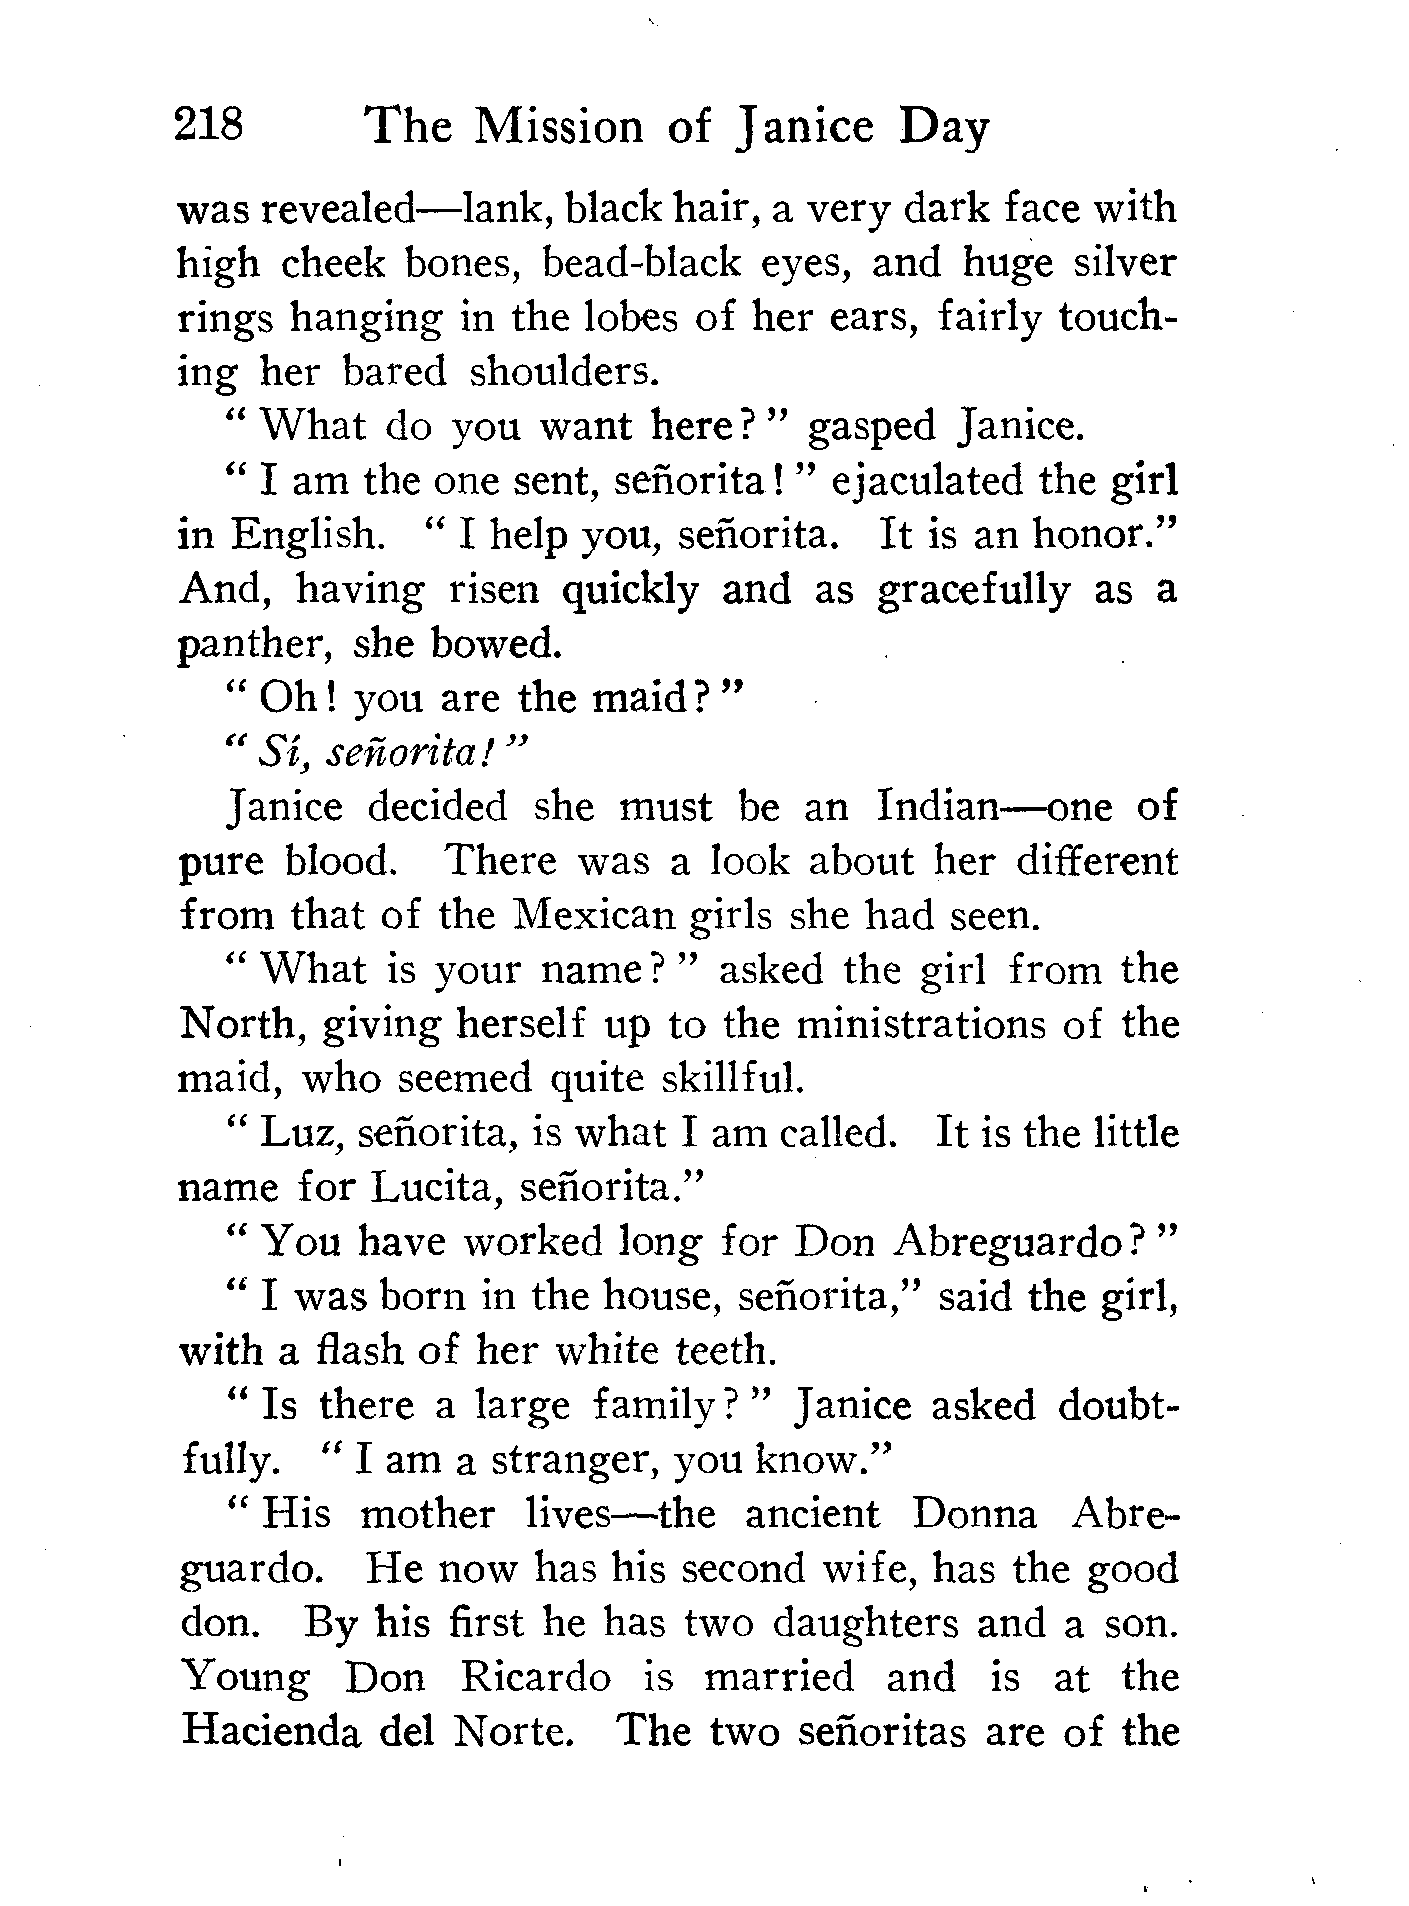 218 The Mission of Janice Day
was revealed—lank, black hair, a very dark face with
high cheek bones, bead-black eyes, and huge silver
rings hanging in the lobes of her ears, fairly touch-
ing her bared shoulders.
“ What do you want here? ” gasped Janice.
“ I am the one sent, señorita! ” ejaculated the girl
in English. “ I help you, señorita. It is an honor.”
And, having risen quickly and as gracefully as a
panther, she bowed.
“ Oh! you are the maid? ”
“ Sí, señorita! ”
Janice decided she must be an Indian—one of
pure blood. There was a look about her different
from that of the Mexican girls she had seen.
“ What is your name? ” asked the girl from the
North, giving herself up to the ministrations of the
maid, who seemed quite skillful.
“ Luz, señorita, is what I am called. It is the little
name for Lucita, señorita.”
“ You have worked long for Don Abreguardo? ”
“ I was born in the house, señorita,” said the girl,
with a flash of her white teeth.
“ Is there a large family? ” Janice asked doubt-
fully. “ I am a stranger, you know.”
“ His mother lives—the ancient Donna Abre-
guardo. He now has his second wife, has the good
don. By his first he has two daughters and a son.
Young Don Ricardo is married and is at the
Hacienda del Norte. The two señoritas are of the